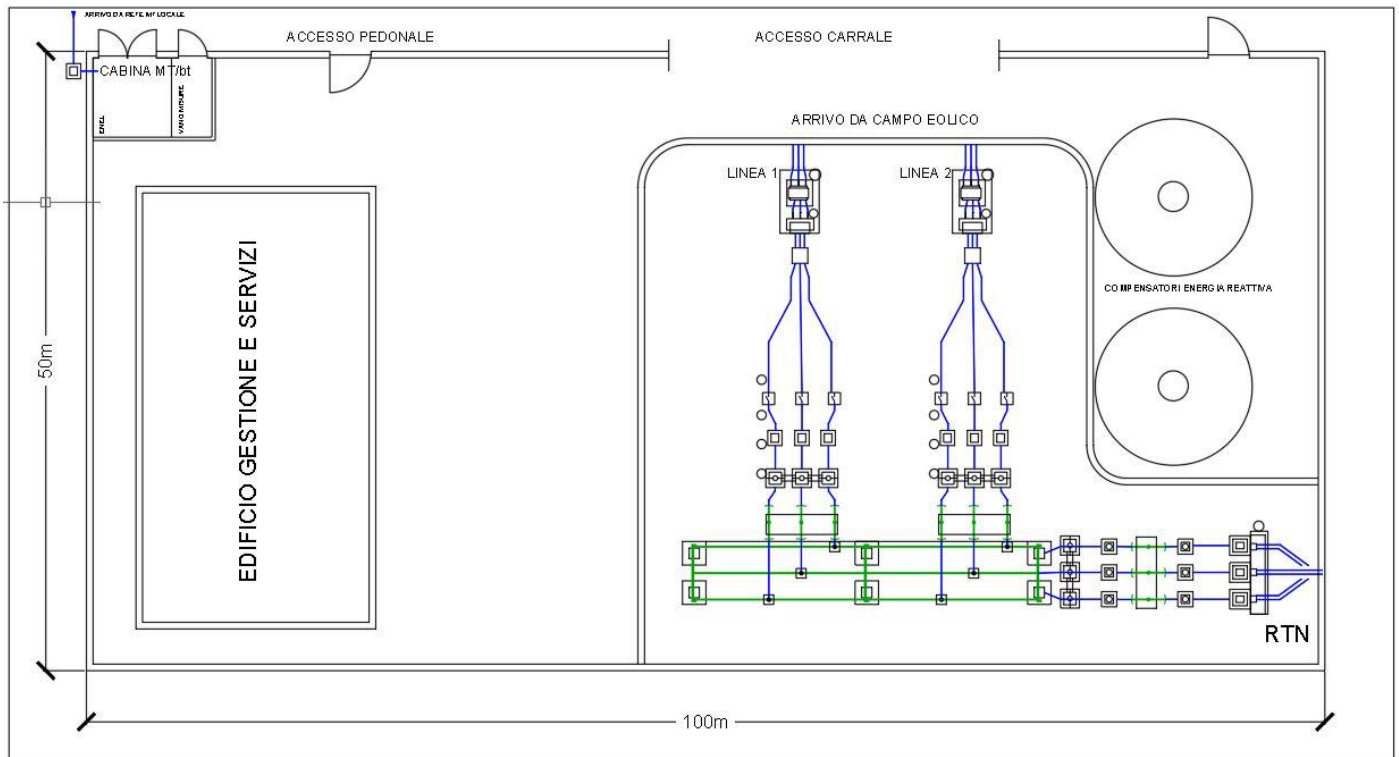 ARRIVO DA RETE MT LOCALE
ACCESSO PEDONALE
ACCESSO CARRALE
CABINA MT/bt
ENEL
VANO MISURE
ARRIVO DA CAMPO EOLICO
LINEA 1
LINEA 2
EDIFICIO GESTIONE E SERVIZI
COMPENSATORI ENERGIA REATTIVA
50m
RTN
100m